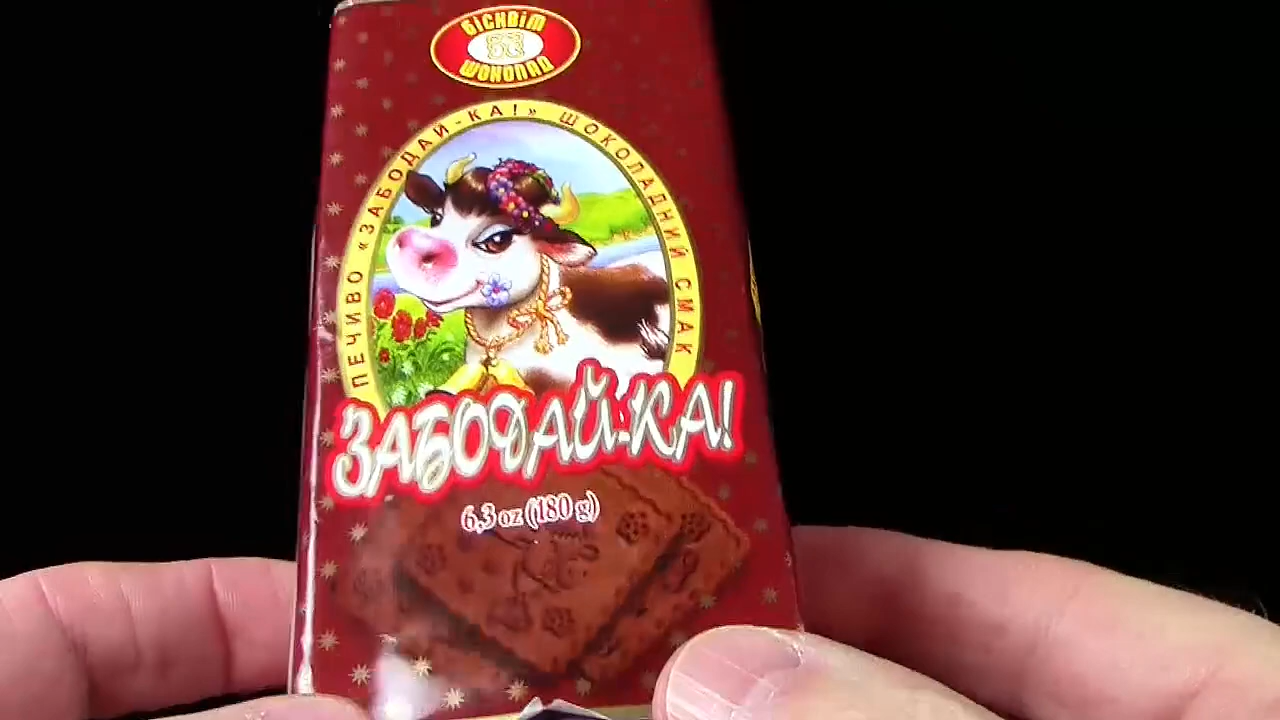 БІСКВІТ
ШОКОЛАД
ПЕЧИВО «ЗАБОДАЙ-КА!» ШОКОЛАДНИЙ СМАК
ЗАБОДАЙ-КА!
6,3 oz (180 g)